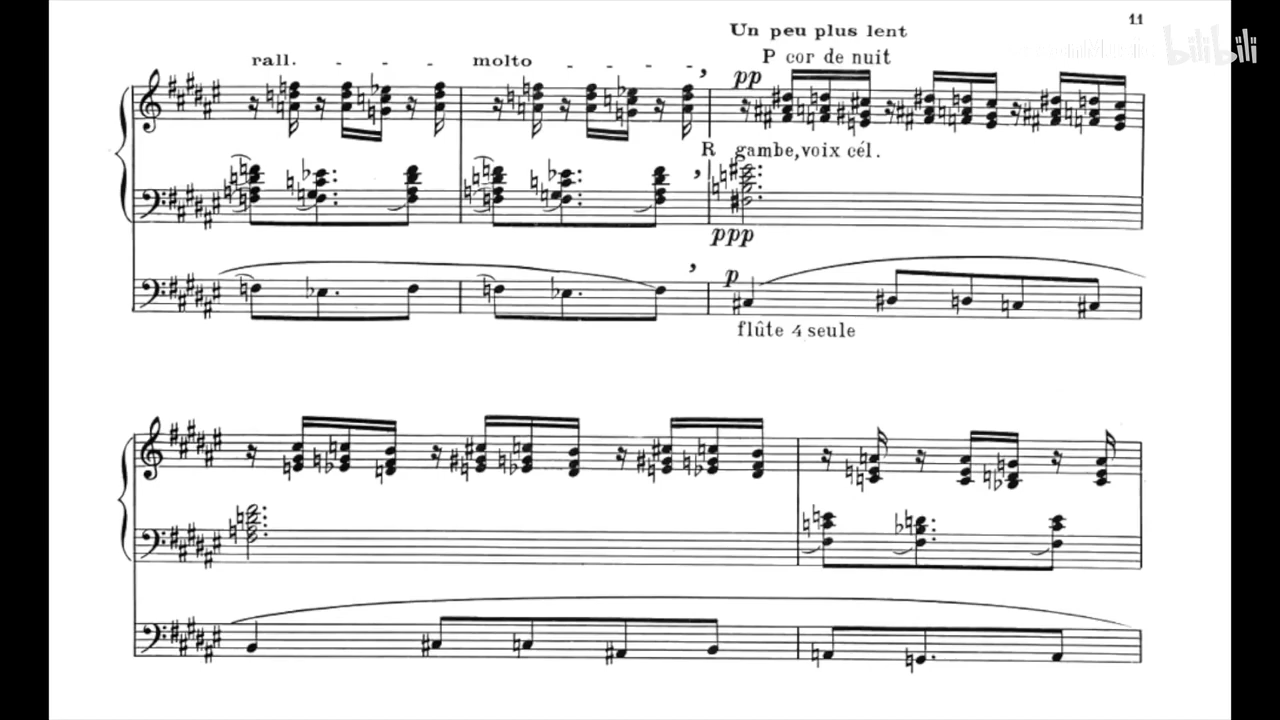 11
Un peu plus lent
rall. molto P cor de nuit
bilibili
pp
R gambe, voix cél.
ppp
p
flûte 4 seule